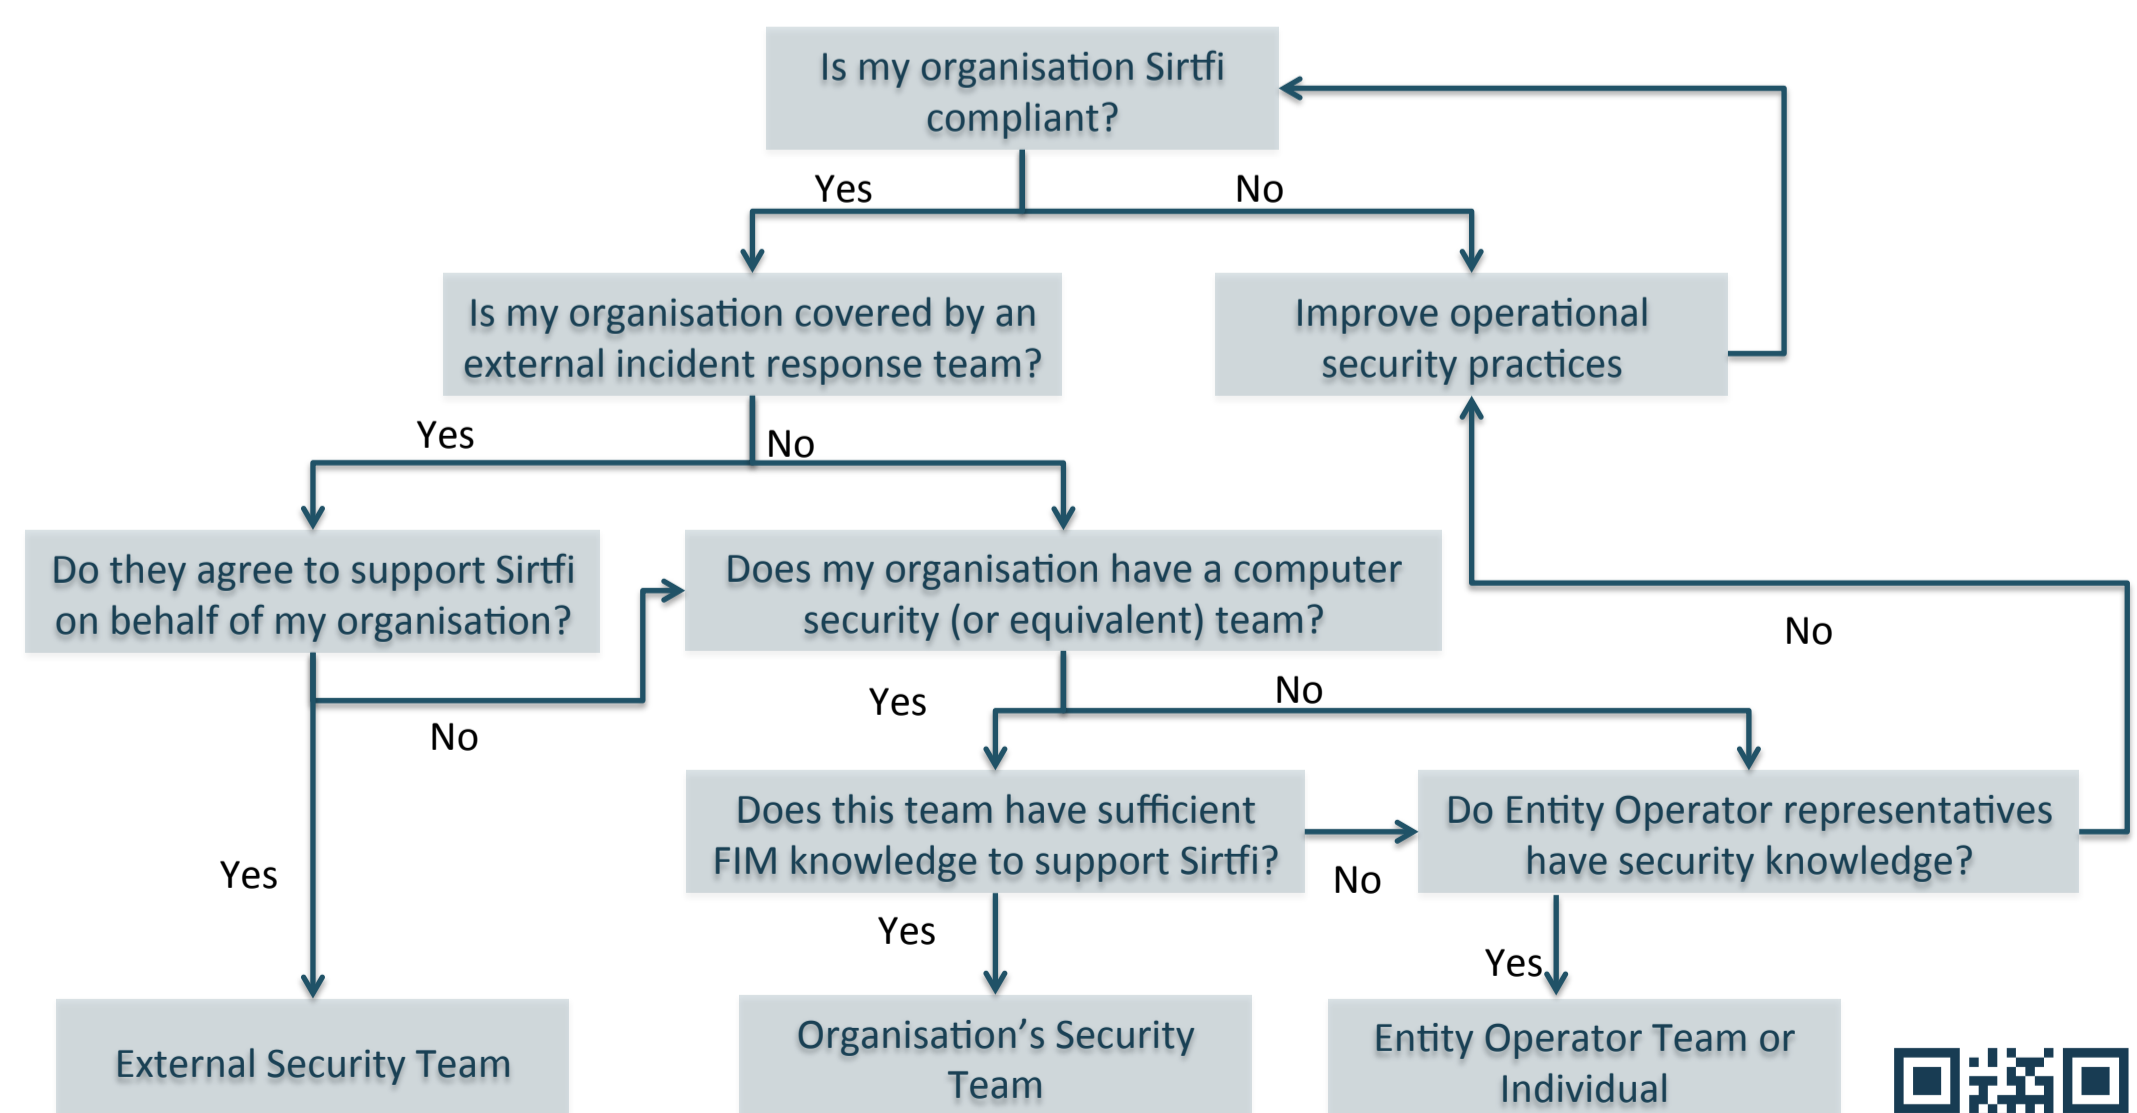 Is my organisation Sirtfi
compliant?
Yes
No
Is my organisation covered by an
external incident response team?
Improve operational
security practices
Yes
No
Do they agree to support Sirtfi
on behalf of my organisation?
Does my organisation have a computer
security (or equivalent) team?
No
Yes
No
No
Does this team have sufficient
FIM knowledge to support Sirtfi?
Do Entity Operator representatives
have security knowledge?
Yes
No
Yes
Yes
External Security Team
Organisation’s Security
Team
Entity Operator Team or
Individual